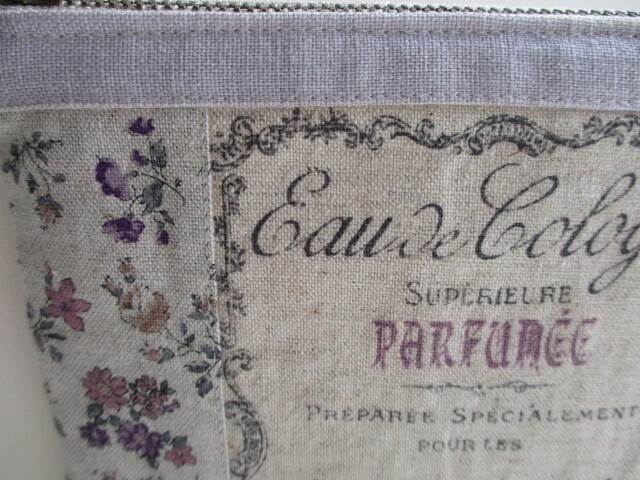 Eau de Colog
SUPÉRIEURE
PARFUMÉE
PRÉPARÉE SPÉCIALEMENT
POUR LES